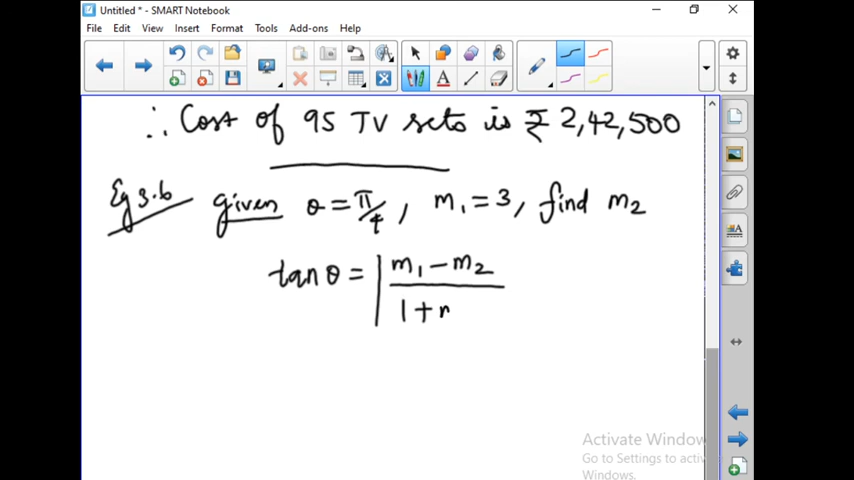 Untitled * - SMART Notebook
File Edit View Insert Format Tools Add-ons Help
∴ Cost of 95 TV sets is ₹ 2,42,500
Eg 3.6 given θ = π/4, m₁ = 3, find m₂
tan θ = | m₁ - m₂
1 + n
Activate Window
Go to Settings to activ
Windows.